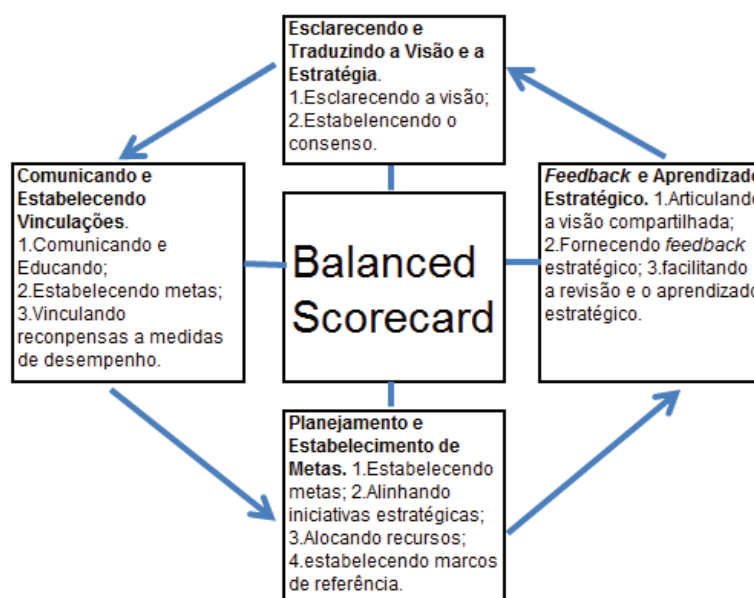 Esclarecendo e
Traduzindo a Visão e a
Estratégia.
1.Esclarecendo a visão;
2.Estabelencendo o
consenso.
Comunicando e
Estabelecendo
Vinculações.
1.Comunicando e
Educando;
2.Estabelecendo metas;
3.Vinculando
reconpensas a medidas
de desempenho.
Balanced
Scorecard
Feedback e Aprendizado
Estratégico. 1.Articulando
a visão compartilhada;
2.Fornecendo feedback
estratégico; 3.facilitando
a revisão e o aprendizado
estratégico.
Planejamento e
Estabelecimento de
Metas. 1.Estabelecendo
metas; 2.Alinhando
iniciativas estratégicas;
3.Alocando recursos;
4.estabelecendo marcos
de referência.